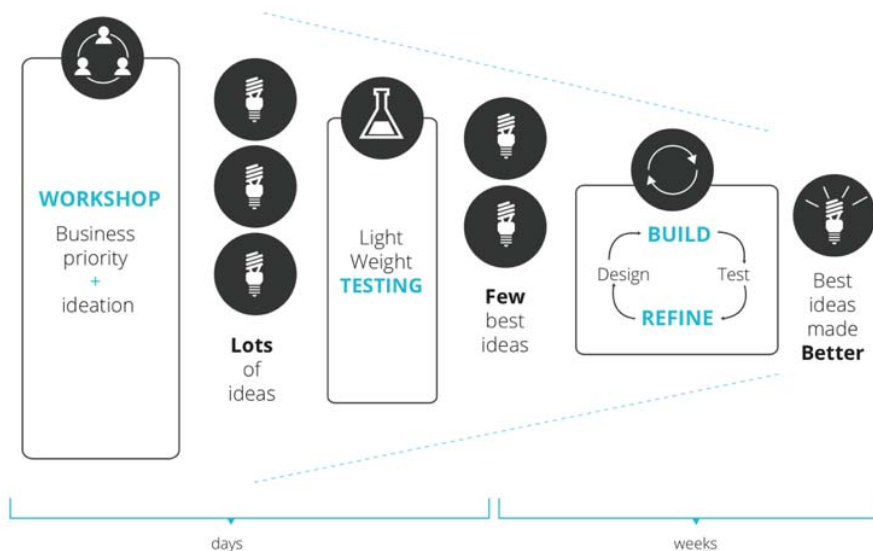 WORKSHOP
Business
priority
+
ideation
Lots
of
ideas
Light
Weight
TESTING
Few
best
ideas
BUILD
Design
Test
REFINE
Best
ideas
made
Better
days
weeks